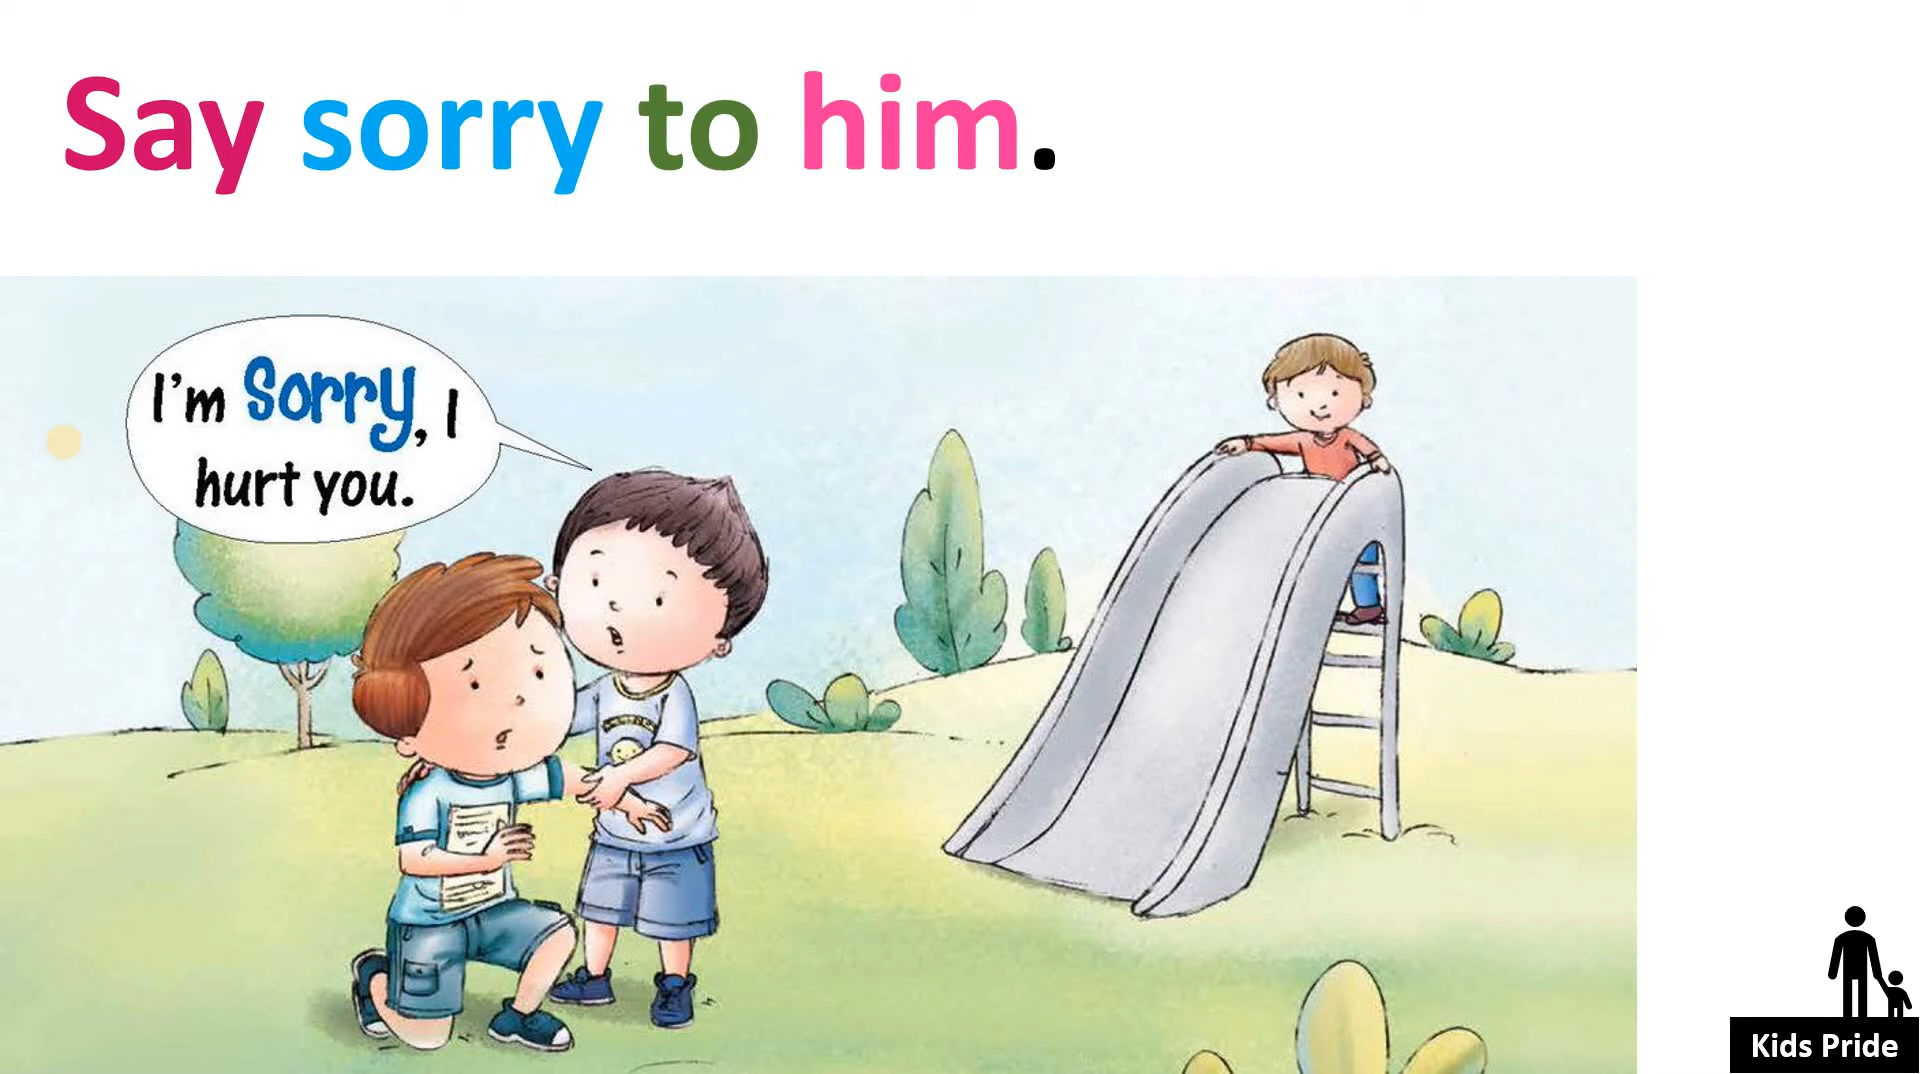 Say sorry to him.
I'm Sorry, I
hurt you.
Kids Pride